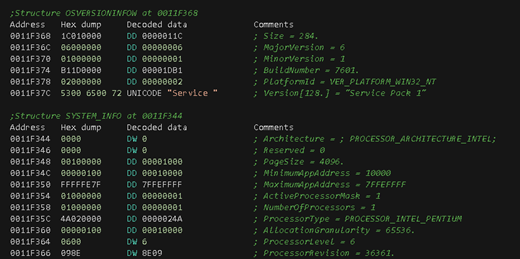 ;Structure OSVERSIONINFOW at 0011F368
Address Hex dump Decoded data Comments
0011F368 1C010000 DD 0000011C ; Size = 284.
0011F36C 06000000 DD 00000006 ; MajorVersion = 6
0011F370 01000000 DD 00000001 ; MinorVersion = 1
0011F374 B11D0000 DD 00001DB1 ; BuildNumber = 7601.
0011F378 02000000 DD 00000002 ; PlatformId = VER_PLATFORM_WIN32_NT
0011F37C 5300 6500 72 UNICODE "Service " ; Version[128.] = "Service Pack 1"
;Structure SYSTEM_INFO at 0011F344
Address Hex dump Decoded data Comments
0011F344 0000 DW 0 ; Architecture = ; PROCESSOR_ARCHITECTURE_INTEL;
0011F346 0000 DW 0 ; Reserved = 0
0011F348 00100000 DD 00001000 ; PageSize = 4096.
0011F34C 00000100 DD 00010000 ; MinimumAppAddress = 10000
0011F350 FFFFFE7F DD 7FFEFFFF ; MaximumAppAddress = 7FFEFFFF
0011F354 01000000 DD 00000001 ; ActiveProcessorMask = 1
0011F358 01000000 DD 00000001 ; NumberOfProcessors = 1
0011F35C 4A020000 DD 0000024A ; ProcessorType = PROCESSOR_INTEL_PENTIUM
0011F360 00000100 DD 00010000 ; AllocationGranularity = 65536.
0011F364 0600 DW 6 ; ProcessorLevel = 6
0011F366 098E DW 8E09 ; ProcessorRevision = 36361.